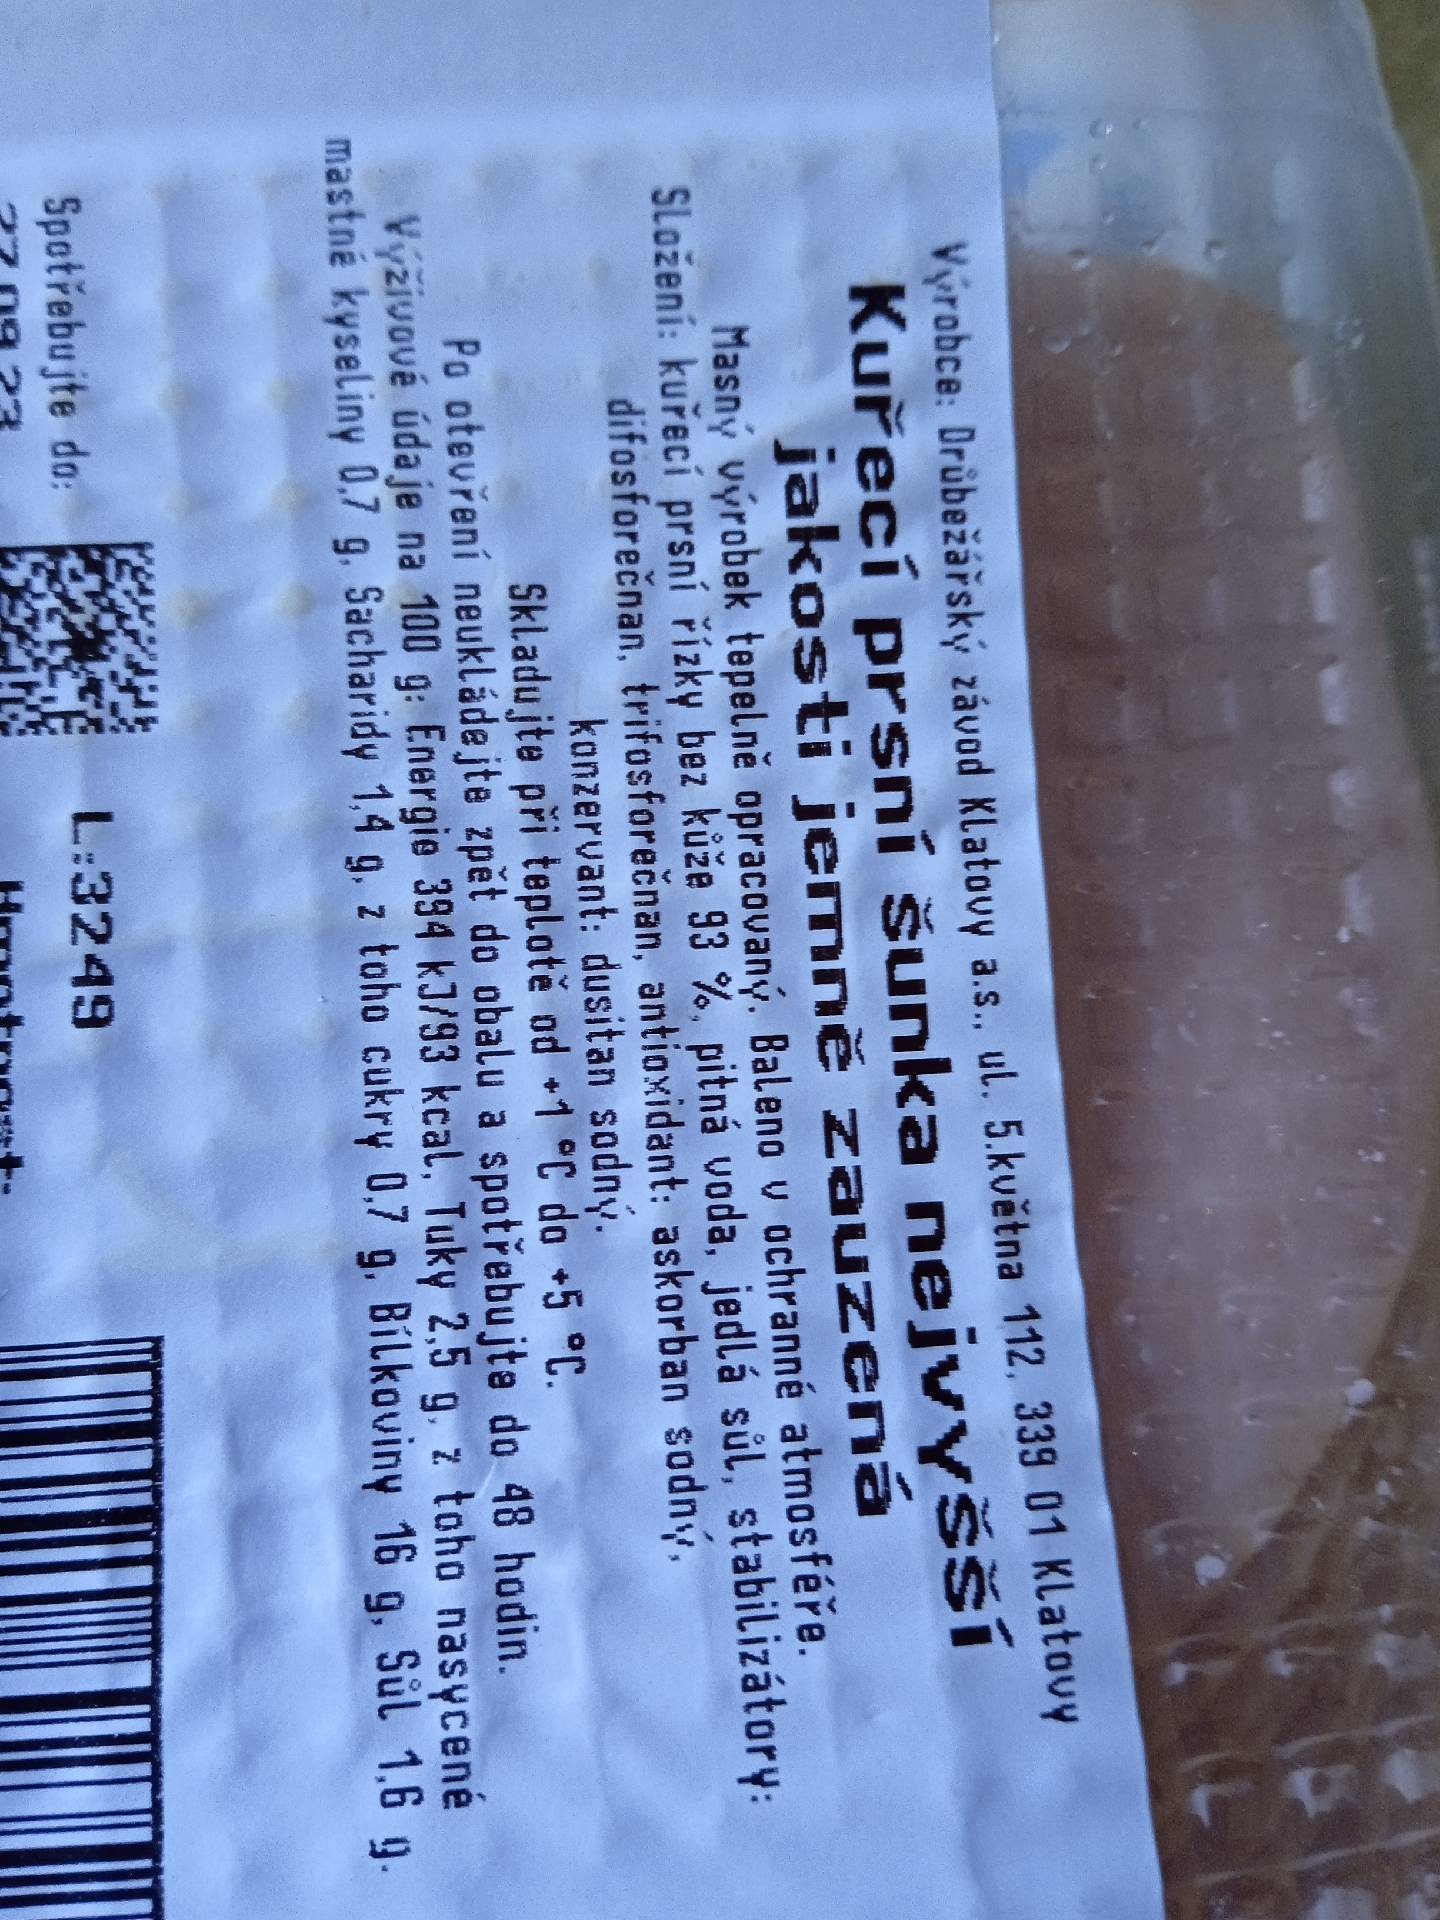 Výrobce: Drůbežářský závod Klatovy a.s., ul. 5.května 112, 339 01 Klatovy
Kuřecí prsní šunka nejvyšší
jakosti jemně zauzená
Masný výrobek tepelně opracovaný. Baleno v ochranné atmosféře.
Složení: kuřecí prsní řízky bez kůže 93 %, pitná voda, jedlá sůl, stabilizátory:
difosforečnan, trifosforečnan, antioxidant: askorban sodný,
konzervant: dusitan sodný.
Skladujte při teplotě od +1 °C do +5 °C.
Po otevření neukládejte zpět do obalu a spotřebujte do 48 hodin.
Výživové údaje na 100 g: Energie 394 kJ/93 kcal, Tuky 2,5 g, z toho nasycené
mastné kyseliny 0,7 g, Sacharidy 1,4 g, z toho cukry 0,7 g, Bílkoviny 16 g, Sůl 1,6 g.
Spotřebujte do: L:3249
27.09.23